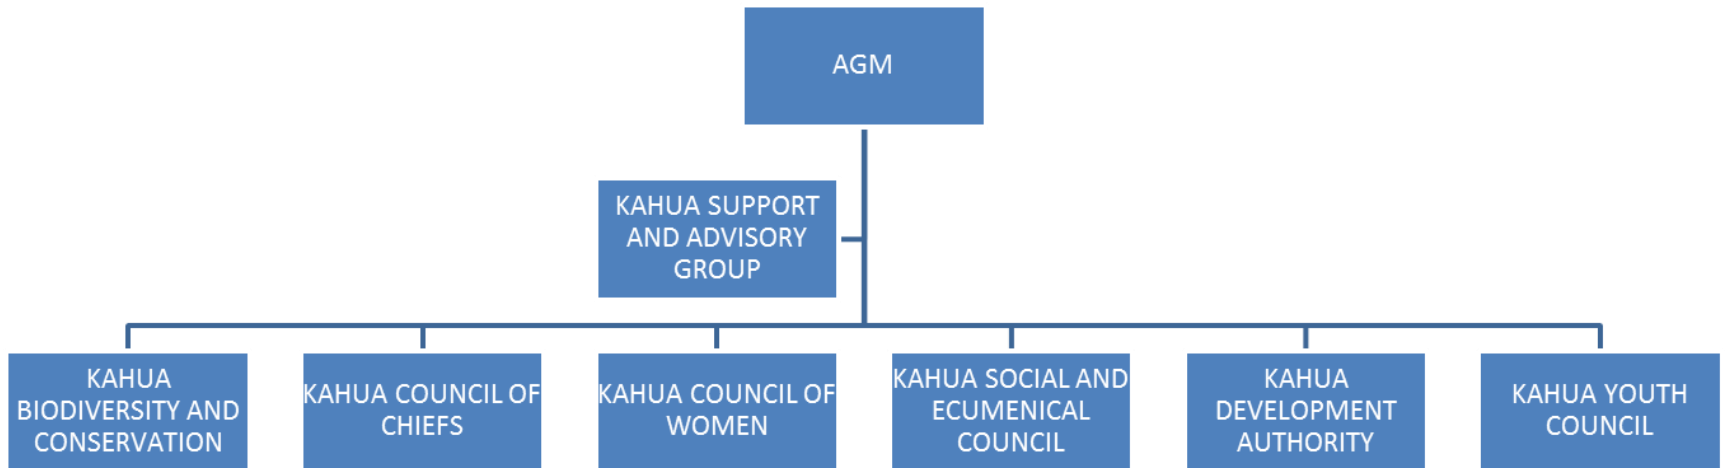 AGM
KAHUA SUPPORT
AND ADVISORY
GROUP
KAHUA
BIODIVERSITY AND
CONSERVATION
KAHUA COUNCIL OF
CHIEFS
KAHUA COUNCIL OF
WOMEN
KAHUA SOCIAL AND
ECUMENICAL
COUNCIL
KAHUA
DEVELOPMENT
AUTHORITY
KAHUA YOUTH
COUNCIL